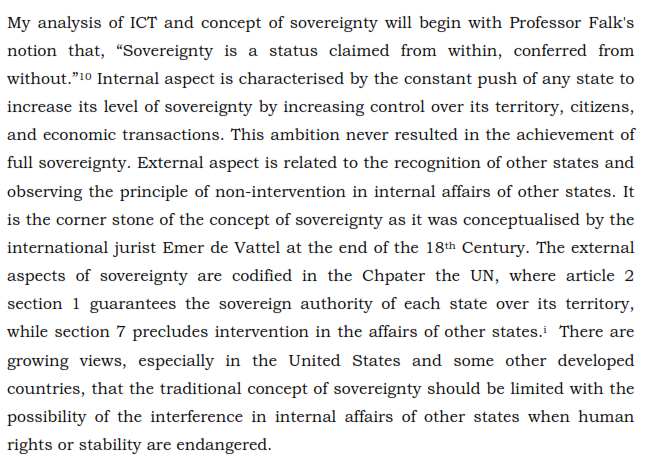 My analysis of ICT and concept of sovereignty will begin with Professor Falk's
notion that, “Sovereignty is a status claimed from within, conferred from
without.”10 Internal aspect is characterised by the constant push of any state to
increase its level of sovereignty by increasing control over its territory, citizens,
and economic transactions. This ambition never resulted in the achievement of
full sovereignty. External aspect is related to the recognition of other states and
observing the principle of non-intervention in internal affairs of other states. It
is the corner stone of the concept of sovereignty as it was conceptualised by the
international jurist Emer de Vattel at the end of the 18th Century. The external
aspects of sovereignty are codified in the Chpater the UN, where article 2
section 1 guarantees the sovereign authority of each state over its territory,
while section 7 precludes intervention in the affairs of other states.i There are
growing views, especially in the United States and some other developed
countries, that the traditional concept of sovereignty should be limited with the
possibility of the interference in internal affairs of other states when human
rights or stability are endangered.